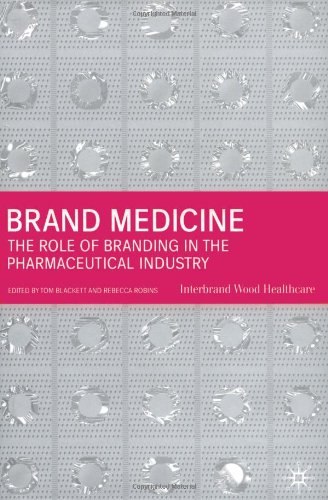 BRAND MEDICINE
THE ROLE OF BRANDING IN THE
PHARMACEUTICAL INDUSTRY
EDITED BY TOM BLACKETT AND REBECCA ROBINS
Interbrand Wood Healthcare